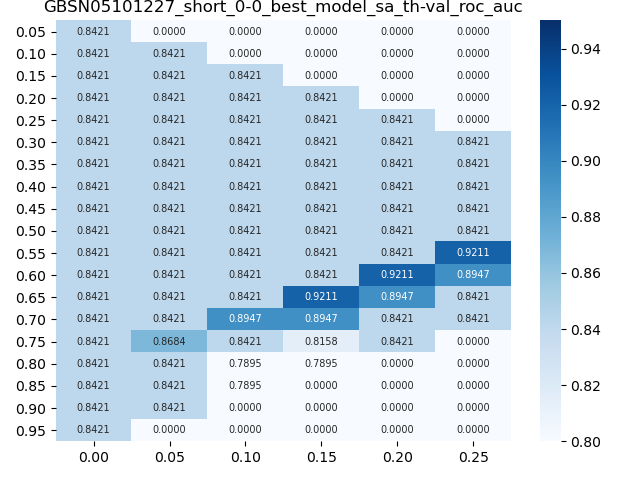 GBSN05101227_short_0-0_best_model_sa_th-val_roc_auc
0.05 0.8421 0.0000 0.0000 0.0000 0.0000 0.0000
0.10 0.8421 0.8421 0.0000 0.0000 0.0000 0.0000
0.15 0.8421 0.8421 0.8421 0.0000 0.0000 0.0000
0.20 0.8421 0.8421 0.8421 0.8421 0.0000 0.0000
0.25 0.8421 0.8421 0.8421 0.8421 0.8421 0.0000
0.30 0.8421 0.8421 0.8421 0.8421 0.8421 0.8421
0.35 0.8421 0.8421 0.8421 0.8421 0.8421 0.8421
0.40 0.8421 0.8421 0.8421 0.8421 0.8421 0.8421
0.45 0.8421 0.8421 0.8421 0.8421 0.8421 0.8421
0.50 0.8421 0.8421 0.8421 0.8421 0.8421 0.8421
0.55 0.8421 0.8421 0.8421 0.8421 0.8421 0.9211
0.60 0.8421 0.8421 0.8421 0.8421 0.9211 0.8947
0.65 0.8421 0.8421 0.8421 0.9211 0.8947 0.8421
0.70 0.8421 0.8421 0.8947 0.8947 0.8421 0.8421
0.75 0.8421 0.8684 0.8421 0.8158 0.8421 0.0000
0.80 0.8421 0.8421 0.7895 0.7895 0.0000 0.0000
0.85 0.8421 0.8421 0.7895 0.0000 0.0000 0.0000
0.90 0.8421 0.8421 0.0000 0.0000 0.0000 0.0000
0.95 0.8421 0.0000 0.0000 0.0000 0.0000 0.0000
0.00 0.05 0.10 0.15 0.20 0.25
0.94
0.92
0.90
0.88
0.86
0.84
0.82
0.80